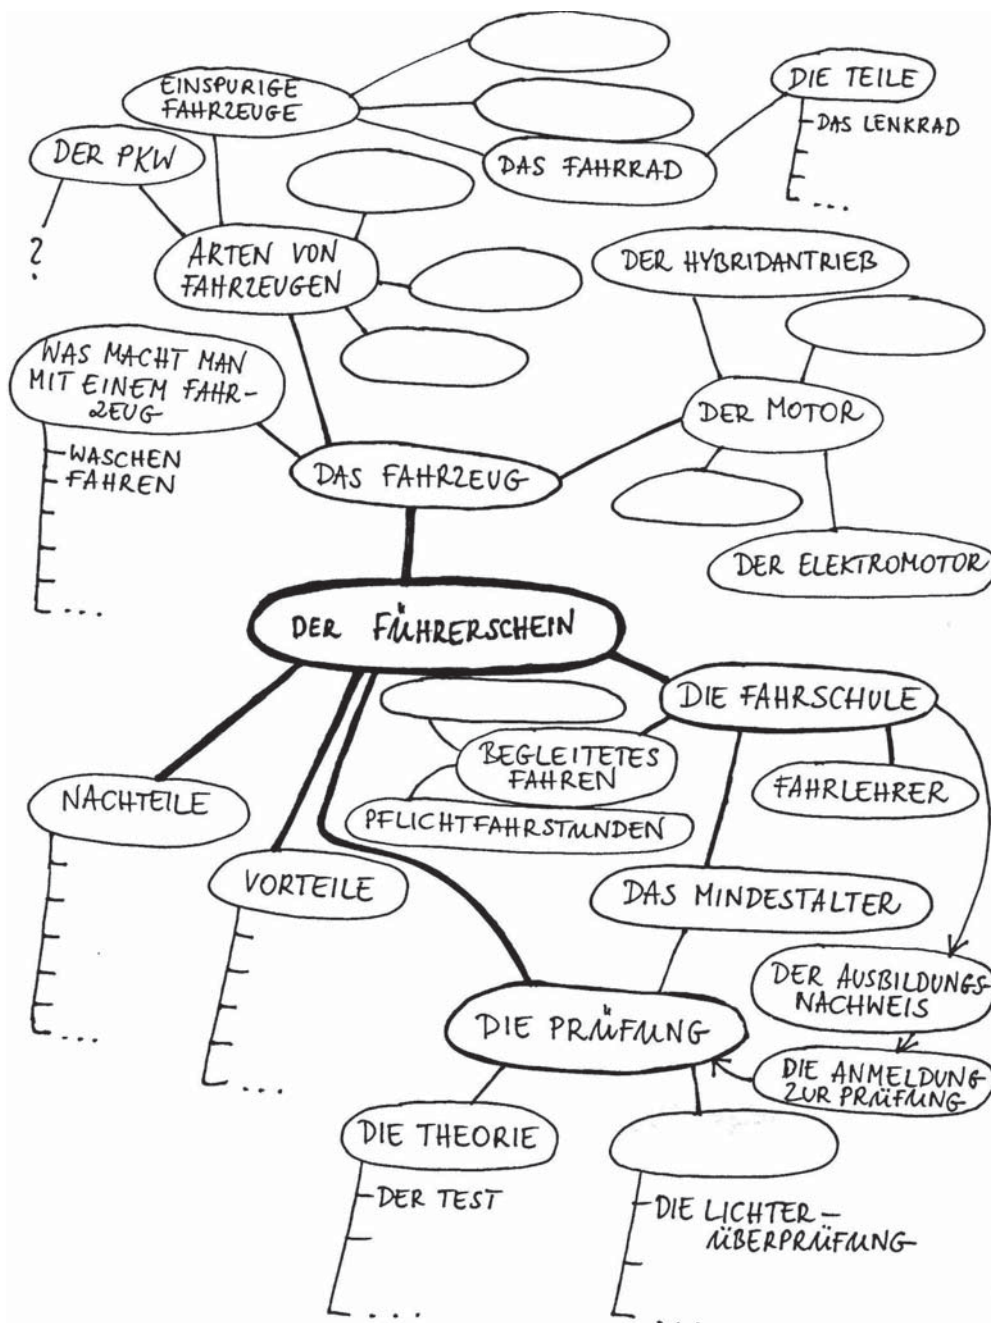 EINSPURIGE
FAHRZEUGE
DIE TEILE
DAS LENKRAD
...
DER PKW
?
DAS FAHRRAD
ARTEN VON
FAHRZEUGEN
DER HYBRIDANTRIEB
WAS MACHT MAN
MIT EINEM FAHR-
ZEUG
WASCHEN
FAHREN
...
DER MOTOR
DAS FAHRZEUG
DER ELEKTROMOTOR
DER FÜHRERSCHEIN
DIE FAHRSCHULE
BEGLEITETES
FAHREN
FAHRLEHRER
PFLICHTFAHRSTUNDEN
NACHTEILE
...
VORTEILE
...
DAS MINDESTALTER
DER AUSBILDUNGS-
NACHWEIS
DIE PRÜFUNG
DIE ANMELDUNG
ZUR PRÜFUNG
DIE THEORIE
DER TEST
...
DIE LICHTER-
ÜBERPRÜFUNG
...